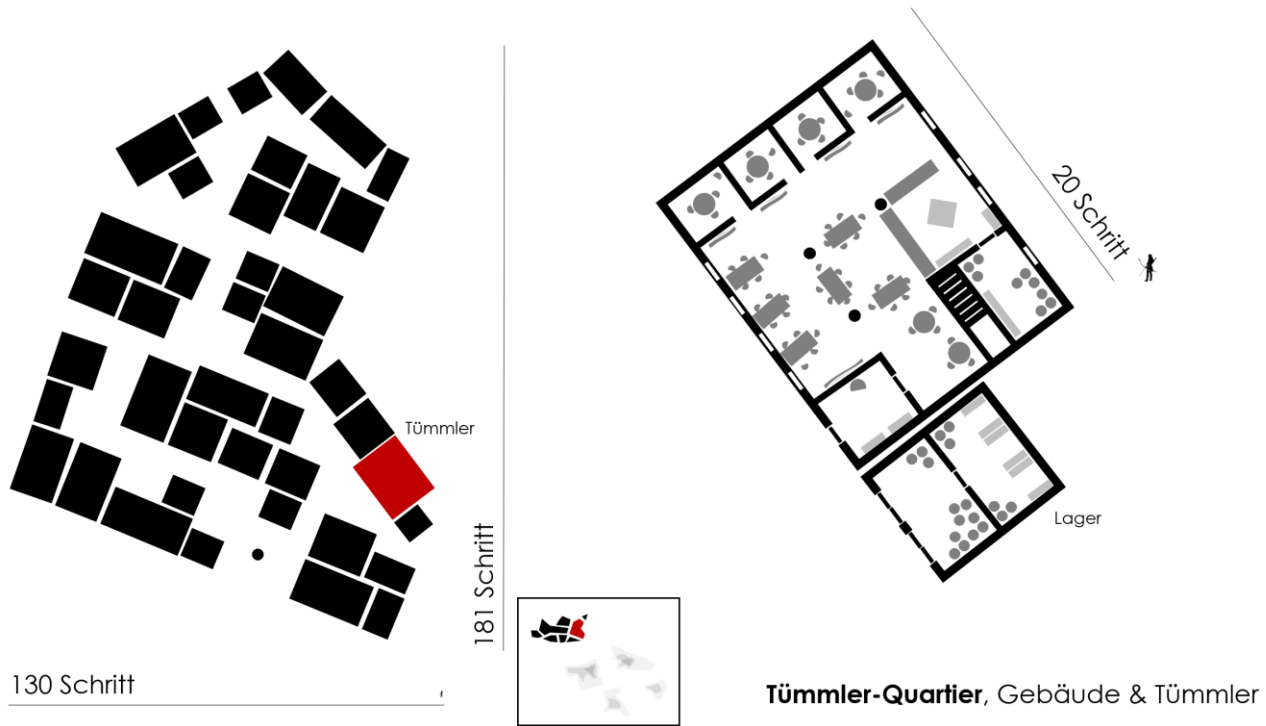 Tümmler
181 Schritt
130 Schritt
20 Schritt
Lager
Tümmler-Quartier, Gebäude & Tümmler